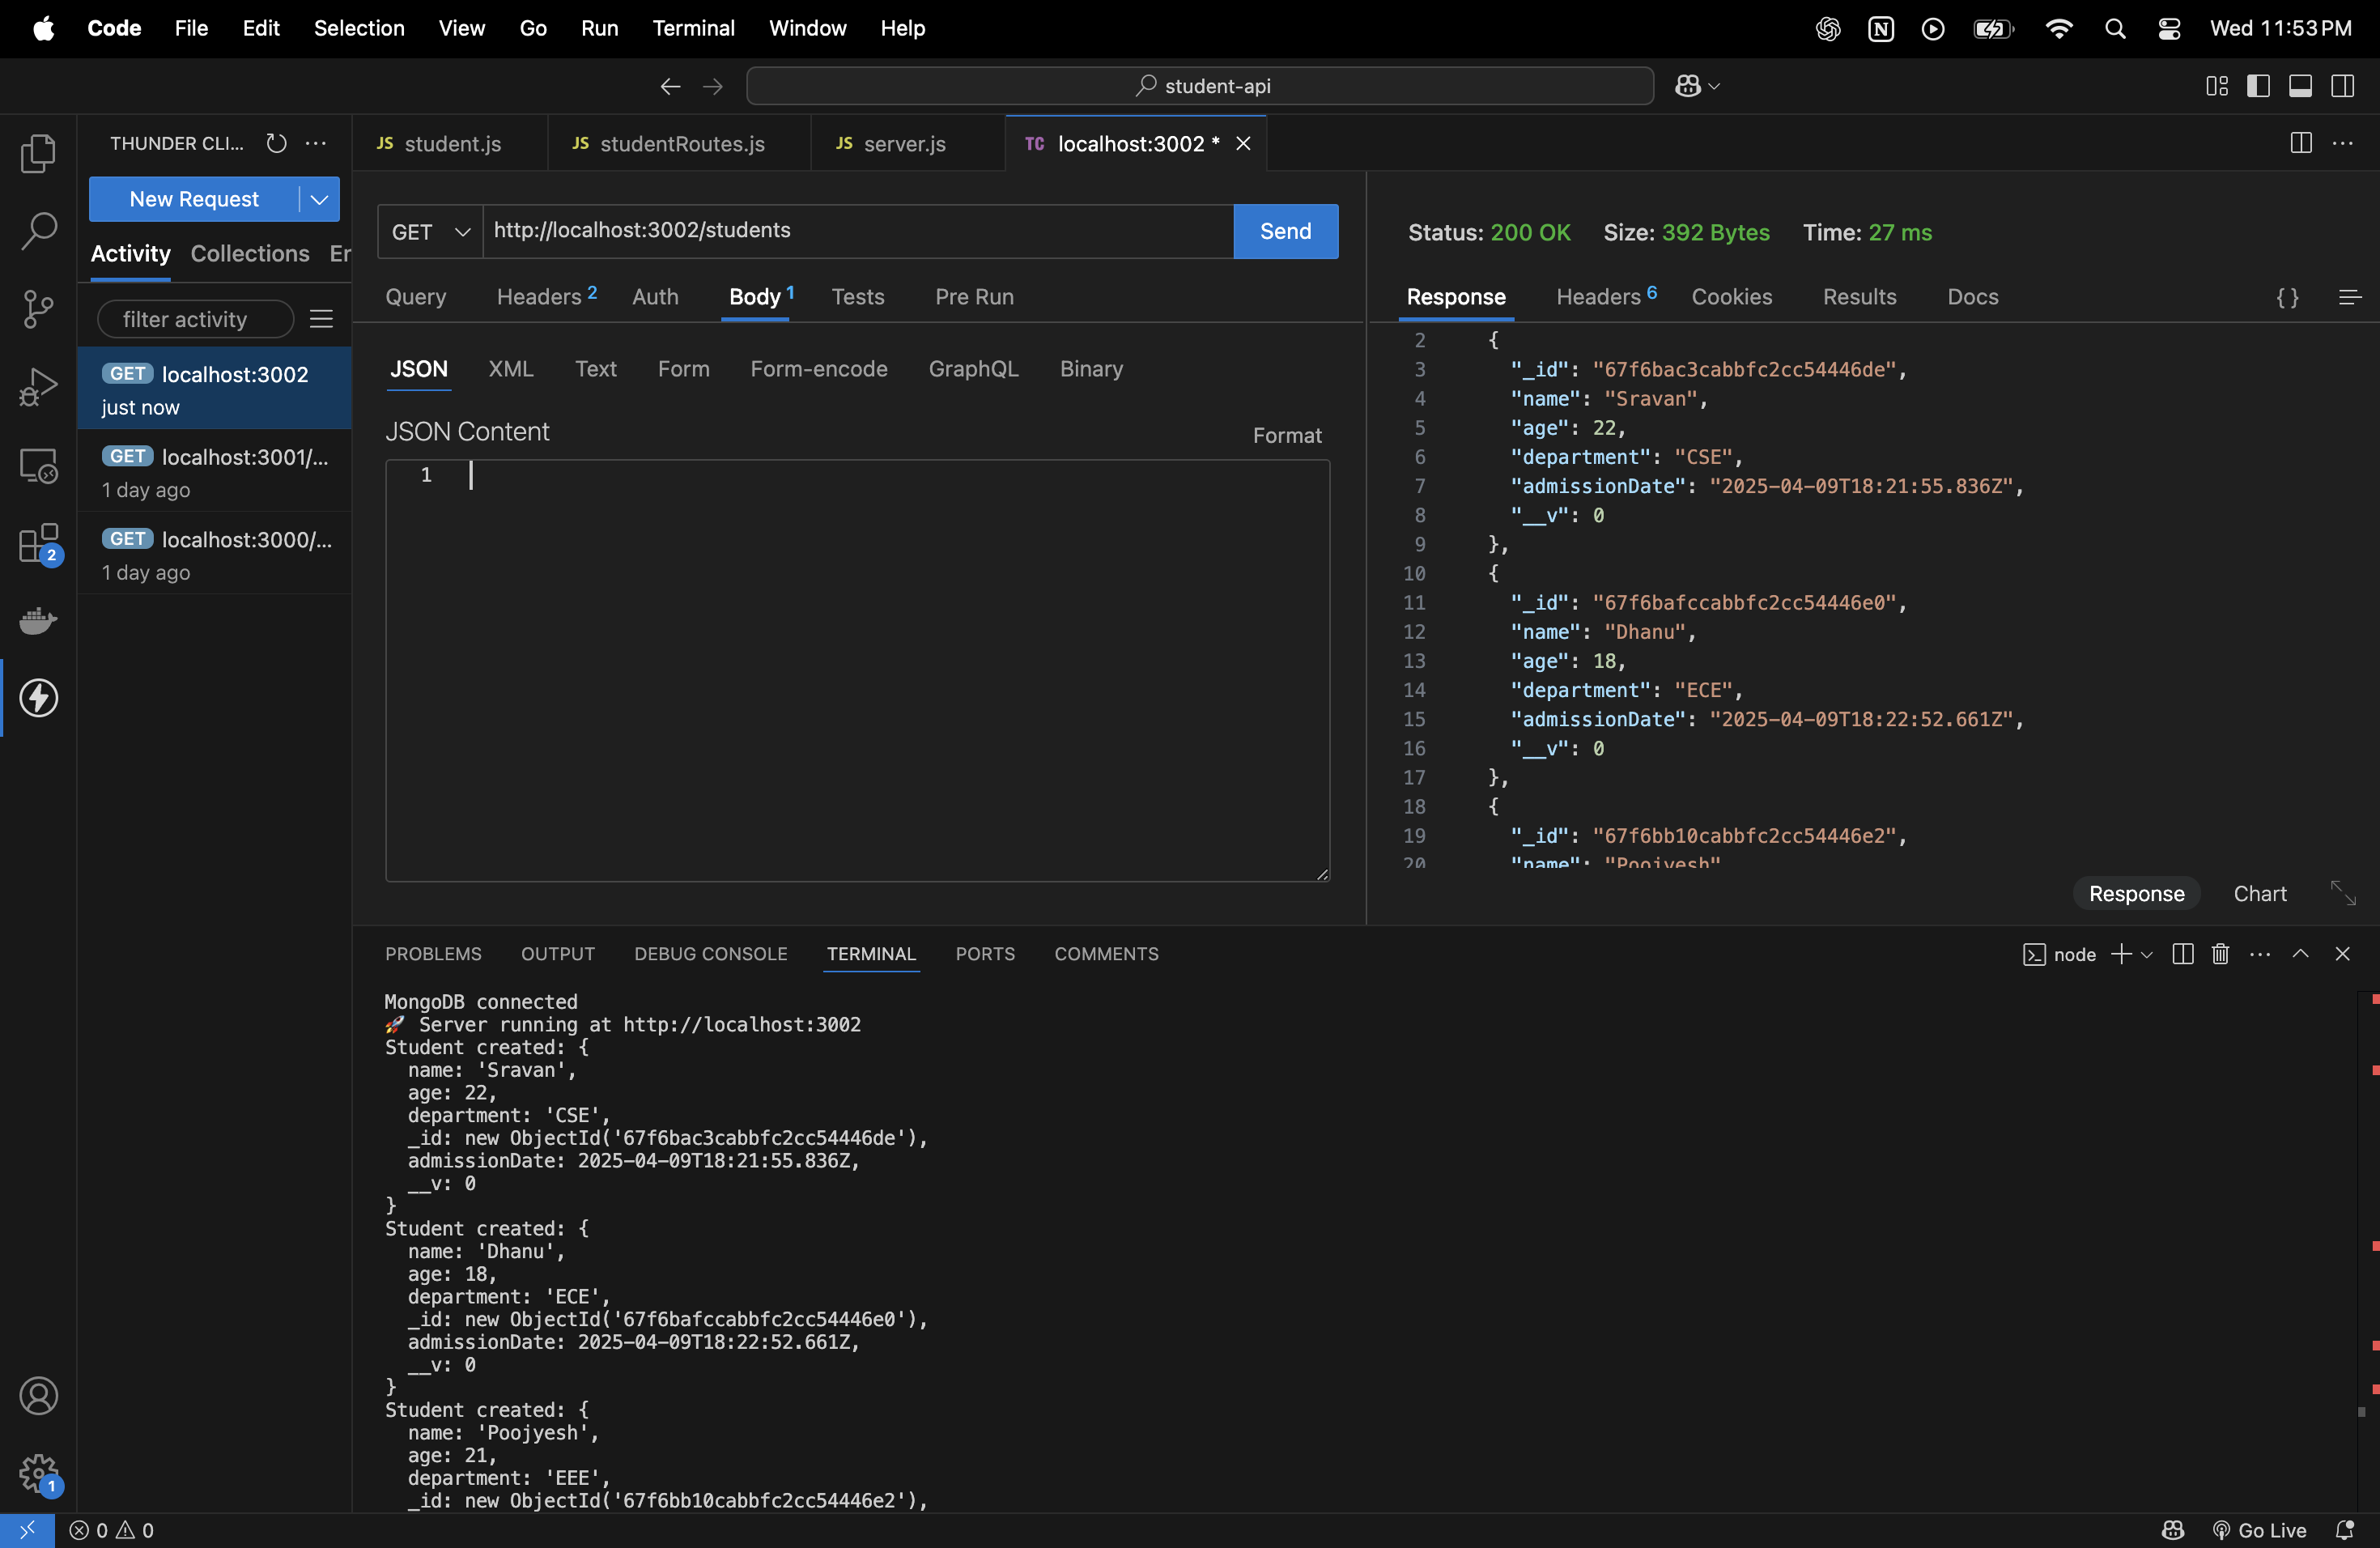 Code File Edit Selection View Go Run Terminal Window Help
Wed 11:53 PM
student-api
THUNDER CLI...
New Request
Activity Collections En
filter activity
GET localhost:3002
just now
GET localhost:3001/...
1 day ago
GET localhost:3000/...
1 day ago
2
1
JS student.js
JS studentRoutes.js
JS server.js
TC localhost:3002 *
GET http://localhost:3002/students Send
Query Headers 2 Auth Body 1 Tests Pre Run
JSON XML Text Form Form-encode GraphQL Binary
JSON Content
Format
1
Status: 200 OK Size: 392 Bytes Time: 27 ms
Response Headers 6 Cookies Results Docs {}
2 {
3 "_id": "67f6bac3cabbfc2cc54446de",
4 "name": "Sravan",
5 "age": 22,
6 "department": "CSE",
7 "admissionDate": "2025-04-09T18:21:55.836Z",
8 "__v": 0
9 },
10 {
11 "_id": "67f6bafccabbfc2cc54446e0",
12 "name": "Dhanu",
13 "age": 18,
14 "department": "ECE",
15 "admissionDate": "2025-04-09T18:22:52.661Z",
16 "__v": 0
17 },
18 {
19 "_id": "67f6bb10cabbfc2cc54446e2",
20 "name": "Poojyesh"
Response Chart
PROBLEMS OUTPUT DEBUG CONSOLE TERMINAL PORTS COMMENTS
node
MongoDB connected
🚀 Server running at http://localhost:3002
Student created: {
name: 'Sravan',
age: 22,
department: 'CSE',
_id: new ObjectId('67f6bac3cabbfc2cc54446de'),
admissionDate: 2025-04-09T18:21:55.836Z,
__v: 0
}
Student created: {
name: 'Dhanu',
age: 18,
department: 'ECE',
_id: new ObjectId('67f6bafccabbfc2cc54446e0'),
admissionDate: 2025-04-09T18:22:52.661Z,
__v: 0
}
Student created: {
name: 'Poojyesh',
age: 21,
department: 'EEE',
_id: new ObjectId('67f6bb10cabbfc2cc54446e2'),
0 0
Go Live